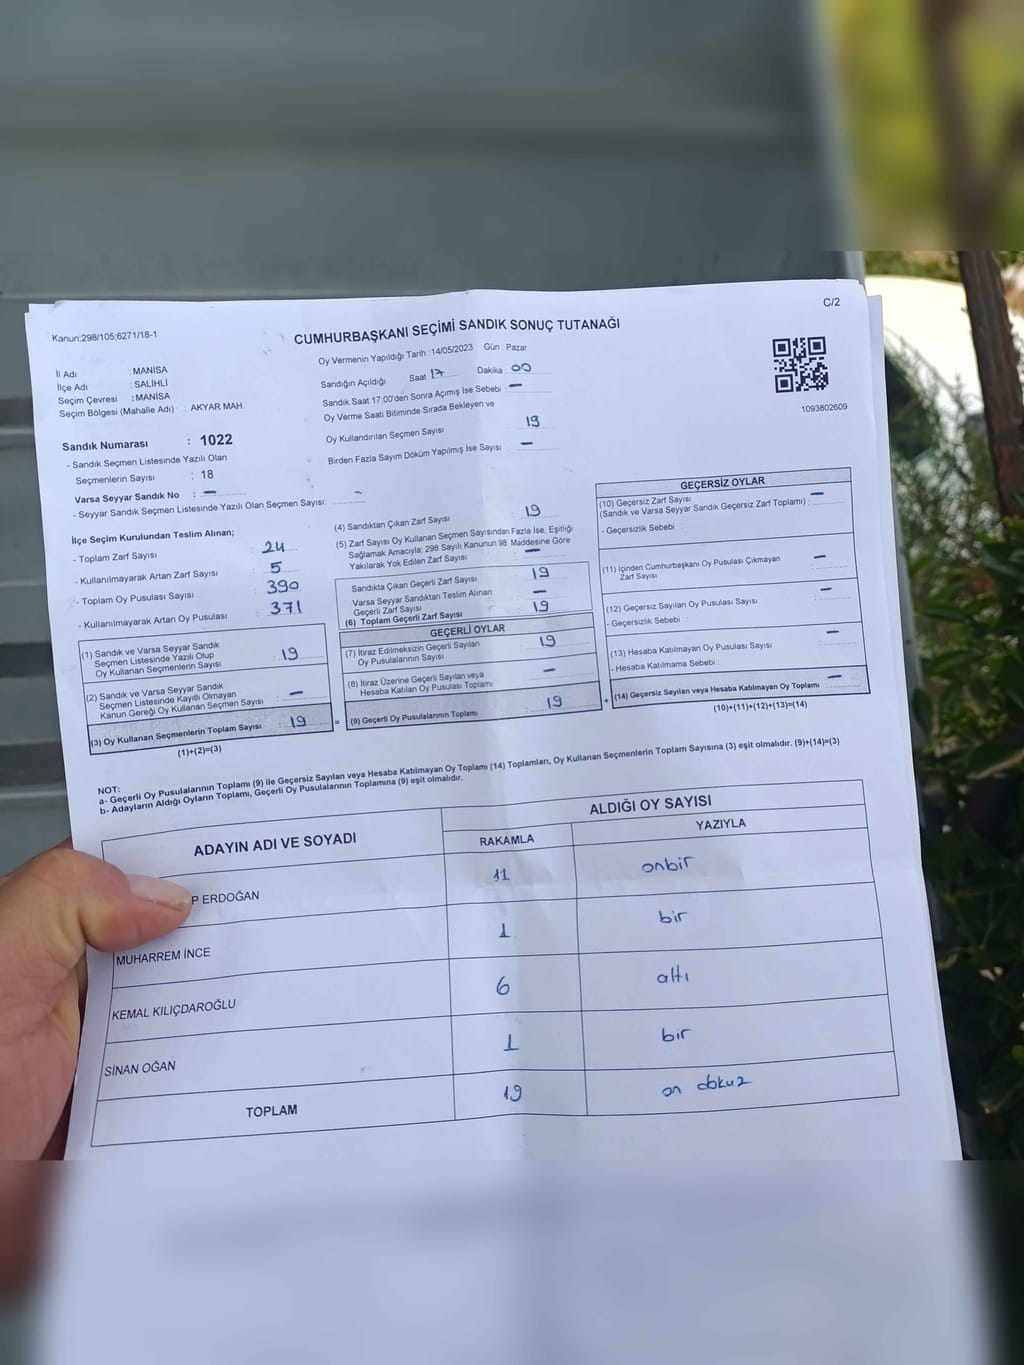 C/2
Kanun;298/105;6271/18-1
CUMHURBAŞKANI SEÇİMİ SANDIK SONUÇ TUTANAĞI
Oy Vermenin Yapıldığı Tarih : 14/05/2023 Gün : Pazar
İl Adı : MANİSA
İlçe Adı : SALİHLİ
Seçim Çevresi : MANİSA
Seçim Bölgesi (Mahalle Adı) : AKYAR MAH.
Sandığın Açıldığı Saat 17 Dakika : 00
Sandık Saat 17:00'den Sonra Açımış İse Sebebi –
Oy Verme Saati Bitiminde Sırada Bekleyen ve
Oy Kullandırılan Seçmen Sayısı : 19
Birden Fazla Sayım Döküm Yapılmış İse Sayısı : –
1093802609
Sandık Numarası : 1022
- Sandık Seçmen Listesinde Yazılı Olan
Seçmenlerin Sayısı : 18
Varsa Seyyar Sandık No : –
- Seyyar Sandık Seçmen Listesinde Yazılı Olan Seçmen Sayısı: –
İlçe Seçim Kurulundan Teslim Alınan;
- Toplam Zarf Sayısı : 24
- Kullanılmayarak Artan Zarf Sayısı : 5
- Toplam Oy Pusulası Sayısı : 390
- Kullanılmayarak Artan Oy Pusulası : 371
(4) Sandıktan Çıkan Zarf Sayısı : 19
(5) Zarf Sayısı Oy Kullanan Seçmen Sayısından Fazla İse, Eşitliği
Sağlamak Amacıyla; 298 Sayılı Kanunun 98. Maddesine Göre
Yakılarak Yok Edilen Zarf Sayısı : –
Sandıkta Çıkan Geçerli Zarf Sayısı : 19
Varsa Seyyar Sandıktan Teslim Alınan
Geçerli Zarf Sayısı : –
(6) Toplam Geçerli Zarf Sayısı : 19
GEÇERSİZ OYLAR
(10) Geçersiz Zarf Sayısı
(Sandık ve Varsa Seyyar Sandık Geçersiz Zarf Toplamı) : –
- Geçersizlik Sebebi :
(11) İçinden Cumhurbaşkanı Oy Pusulası Çıkmayan
Zarf Sayısı : –
(12) Geçersiz Sayılan Oy Pusulası Sayısı : –
- Geçersizlik Sebebi :
(13) Hesaba Katılmayan Oy Pusulası Sayısı : –
- Hesaba Katılmama Sebebi :
(14) Geçersiz Sayılan veya Hesaba Katılmayan Oy Toplamı : –
(10)+(11)+(12)+(13)=(14)
(1) Sandık ve Varsa Seyyar Sandık
Seçmen Listesinde Yazılı Olup
Oy Kullanan Seçmenlerin Sayısı : 19
(2) Sandık ve Varsa Seyyar Sandık
Seçmen Listesinde Kayıtlı Olmayan
Kanun Gereği Oy Kullanan Seçmen Sayısı : –
(3) Oy Kullanan Seçmenlerin Toplam Sayısı : 19 =
(1)+(2)=(3)
GEÇERLİ OYLAR
(7) İtiraz Edilmeksizin Geçerli Sayılan
Oy Pusulalarının Sayısı : 19
(8) İtiraz Üzerine Geçerli Sayılan veya
Hesaba Katılan Oy Pusulası Toplamı : –
(9) Geçerli Oy Pusulalarının Toplamı : 19 +
NOT:
a- Geçerli Oy Pusulalarının Toplamı (9) ile Geçersiz Sayılan veya Hesaba Katılmayan Oy Toplamı (14) Toplamları, Oy Kullanan Seçmenlerin Toplam Sayısına (3) eşit olmalıdır. (9)+(14)=(3)
b- Adayların Aldığı Oyların Toplamı, Geçerli Oy Pusulalarının Toplamına (9) eşit olmalıdır.
ADAYIN ADI VE SOYADI
ALDIĞI OY SAYISI
RAKAMLA YAZIYLA
P ERDOĞAN 11 onbir
MUHARREM İNCE 1 bir
KEMAL KILIÇDAROĞLU 6 altı
SİNAN OĞAN 1 bir
TOPLAM 19 on dokuz